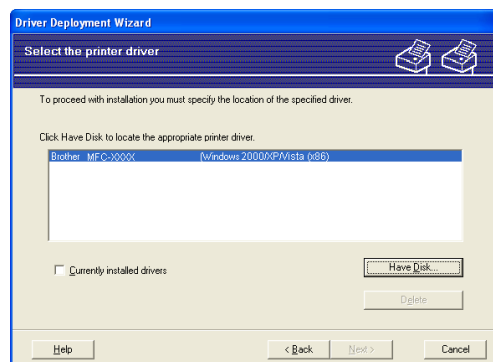 Driver Deployment Wizard
Select the printer driver
To proceed with installation you must specify the location of the specified driver.
Click Have Disk to locate the appropriate printer driver.
Brother MFC-XXXX (Windows 2000/XP/Vista (x86)
Currently installed drivers
Have Disk...
Delete
Help
< Back
Next >
Cancel